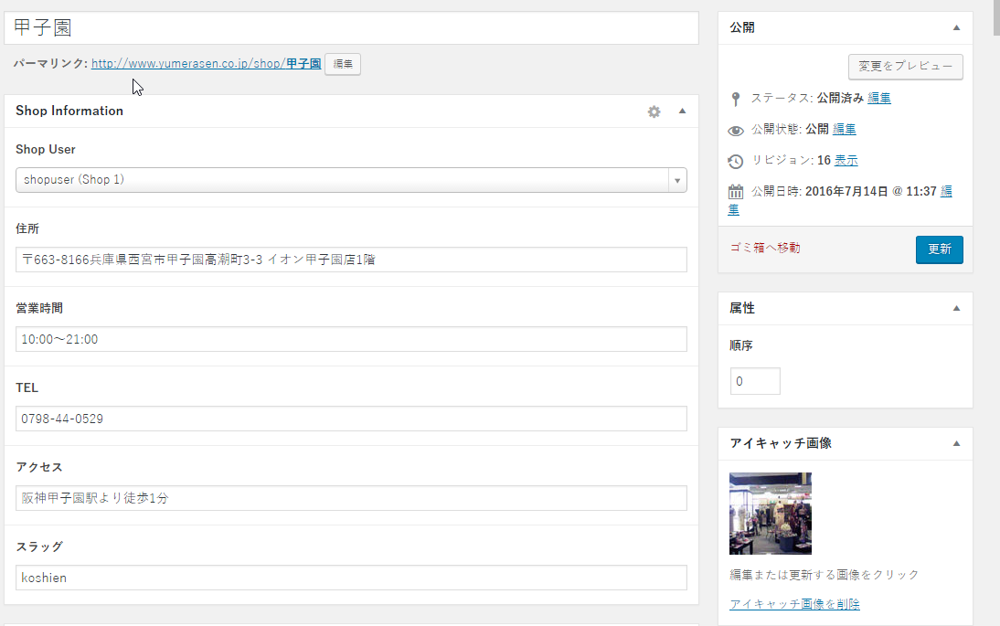 甲子園
パーマリンク: http://www.yumerasen.co.jp/shop/甲子園 編集
Shop Information
Shop User
shopuser (Shop 1)
住所
〒663-8166兵庫県西宮市甲子園高潮町3-3 イオン甲子園店1階
営業時間
10:00～21:00
TEL
0798-44-0529
アクセス
阪神甲子園駅より徒歩1分
スラッグ
koshien
公開
変更をプレビュー
ステータス: 公開済み 編集
公開状態: 公開 編集
リビジョン: 16 表示
公開日時: 2016年7月14日 @ 11:37 編
集
ゴミ箱へ移動
更新
属性
順序
0
アイキャッチ画像
編集または更新する画像をクリック
アイキャッチ画像を削除